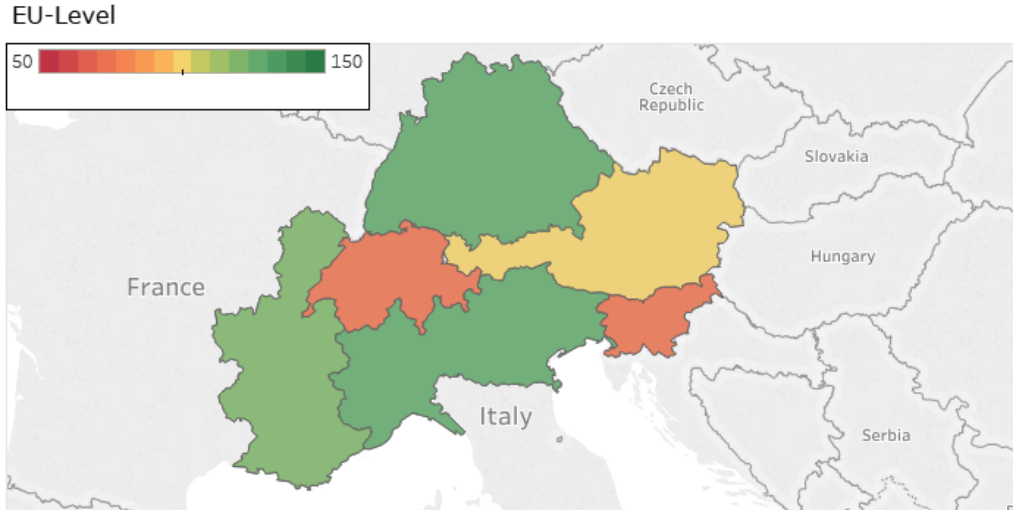 EU-Level
50
150
Czech
Republic
Slovakia
France
Hungary
Italy
Serbia